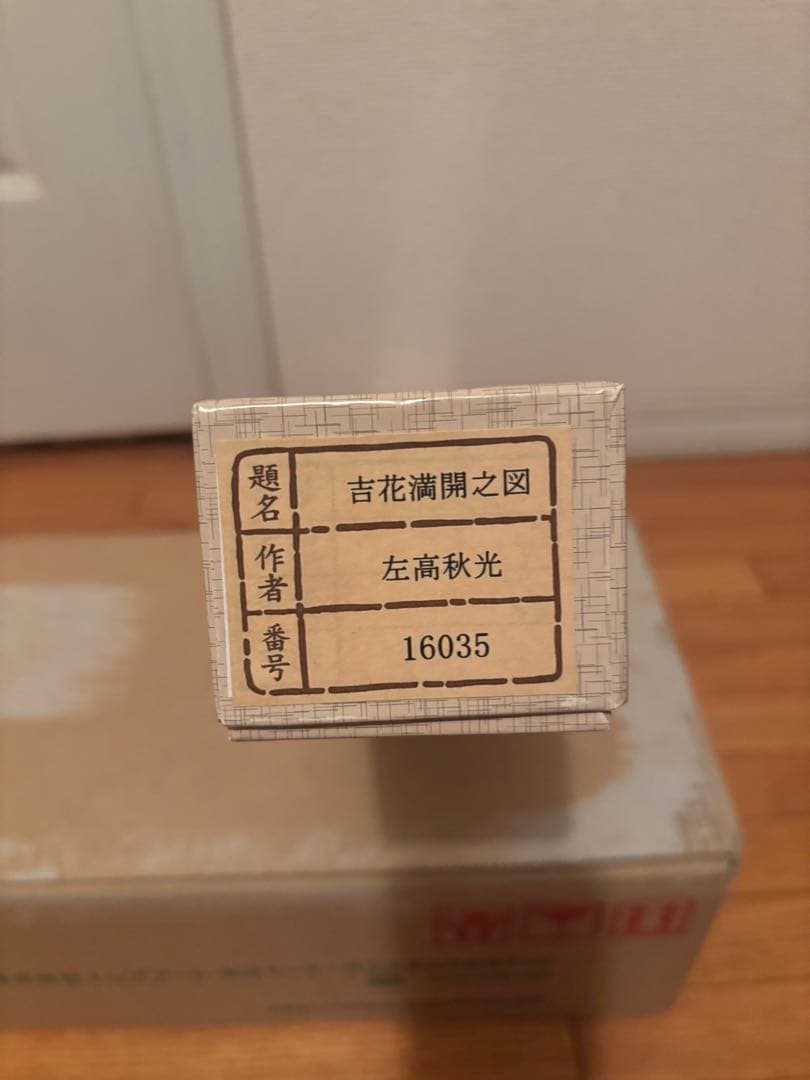 題名 吉花満開之図
作者 左高秋光
番号 16035